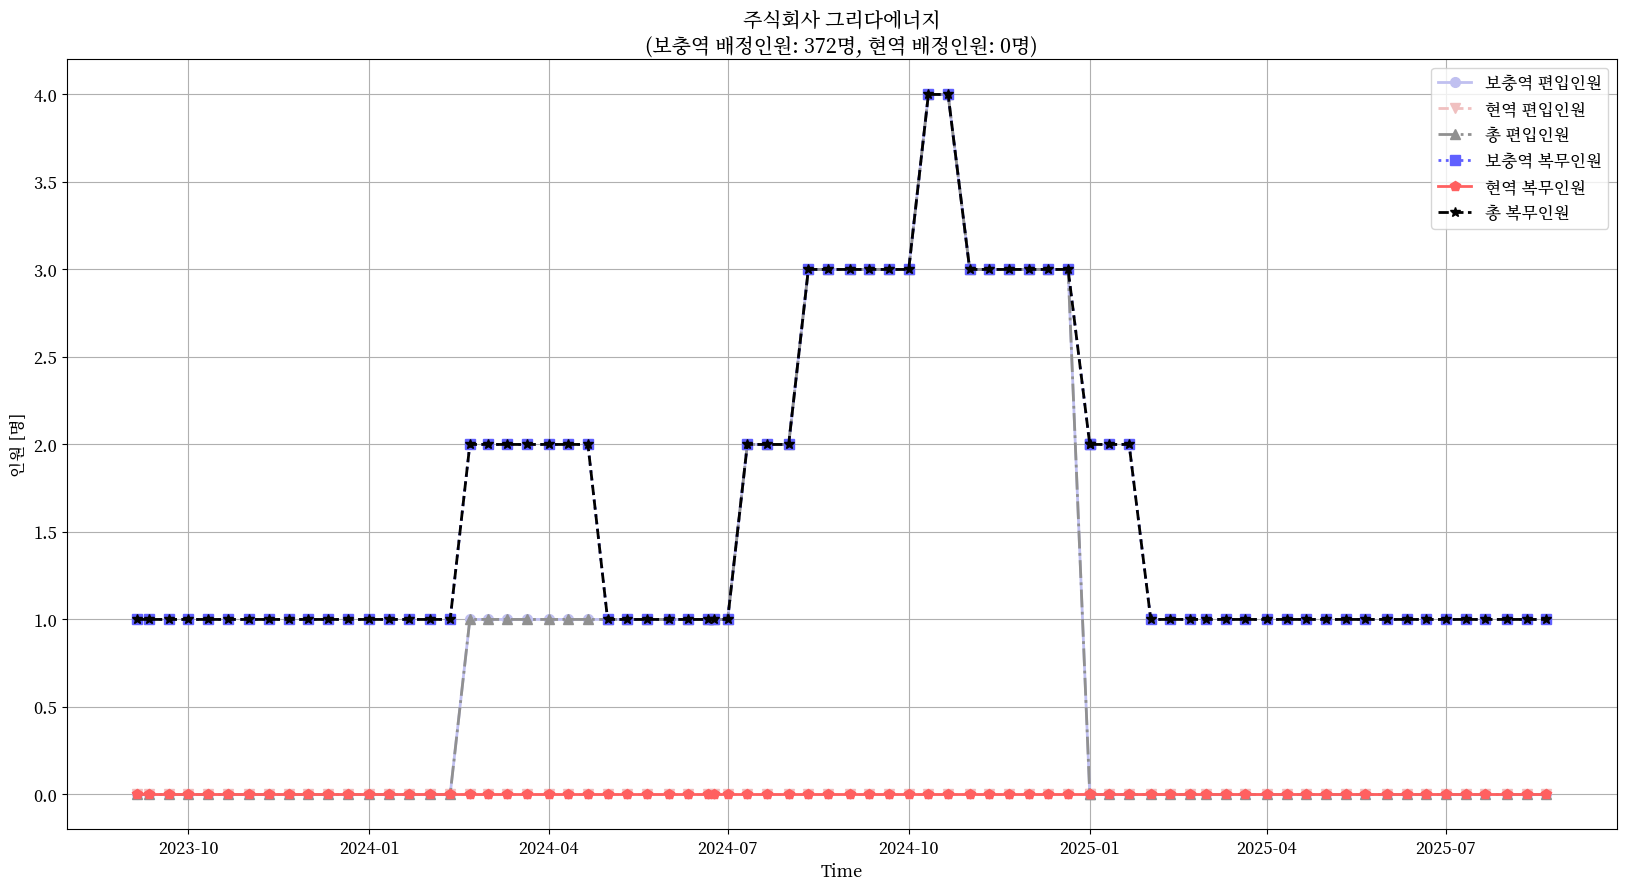 주식회사 그리다에너지
(보충역 배정인원: 372명, 현역 배정인원: 0명)
보충역 편입인원
현역 편입인원
총 편입인원
보충역 복무인원
현역 복무인원
총 복무인원
인원 [명]
4.0
3.5
3.0
2.5
2.0
1.5
1.0
0.5
0.0
2023-10
2024-01
2024-04
2024-07
2024-10
2025-01
2025-04
2025-07
Time